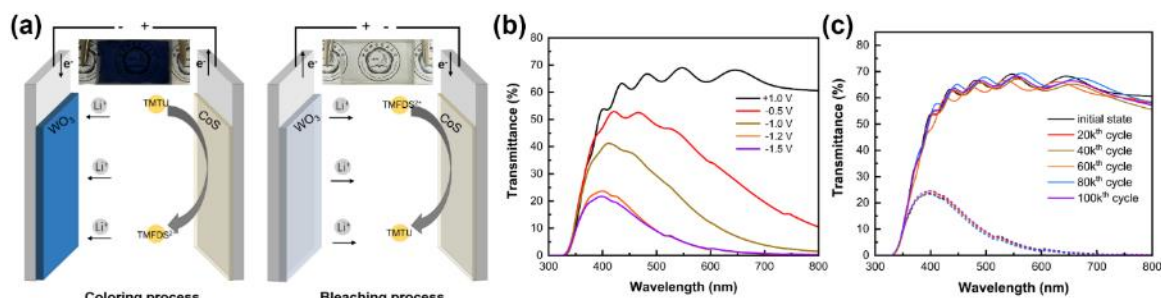 (a)
- +
+ -
e⁻
e⁻
e⁻
e⁻
WO₃
Li⁺
Li⁺
Li⁺
TMTU
TMFDS²⁺
CoS
Coloring process
WO₃
Li⁺
Li⁺
Li⁺
TMFDS²⁺
TMTU
CoS
Bleaching process
(b)
Transmittance (%)
80
70
60
50
40
30
20
10
0
+1.0 V
-0.5 V
-1.0 V
-1.2 V
-1.5 V
300 400 500 600 700 800
Wavelength (nm)
(c)
Transmittance (%)
80
70
60
50
40
30
20
10
0
initial state
20kᵗʰ cycle
40kᵗʰ cycle
60kᵗʰ cycle
80kᵗʰ cycle
100kᵗʰ cycle
300 400 500 600 700 800
Wavelength (nm)